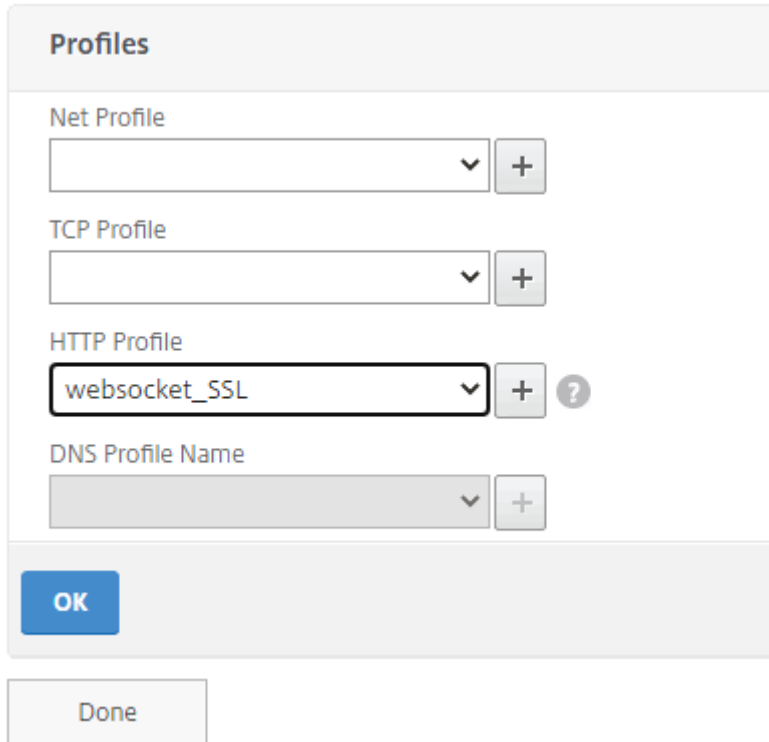 Profiles
Net Profile
+
TCP Profile
+
HTTP Profile
websocket_SSL
+ ?
DNS Profile Name
+
OK
Done